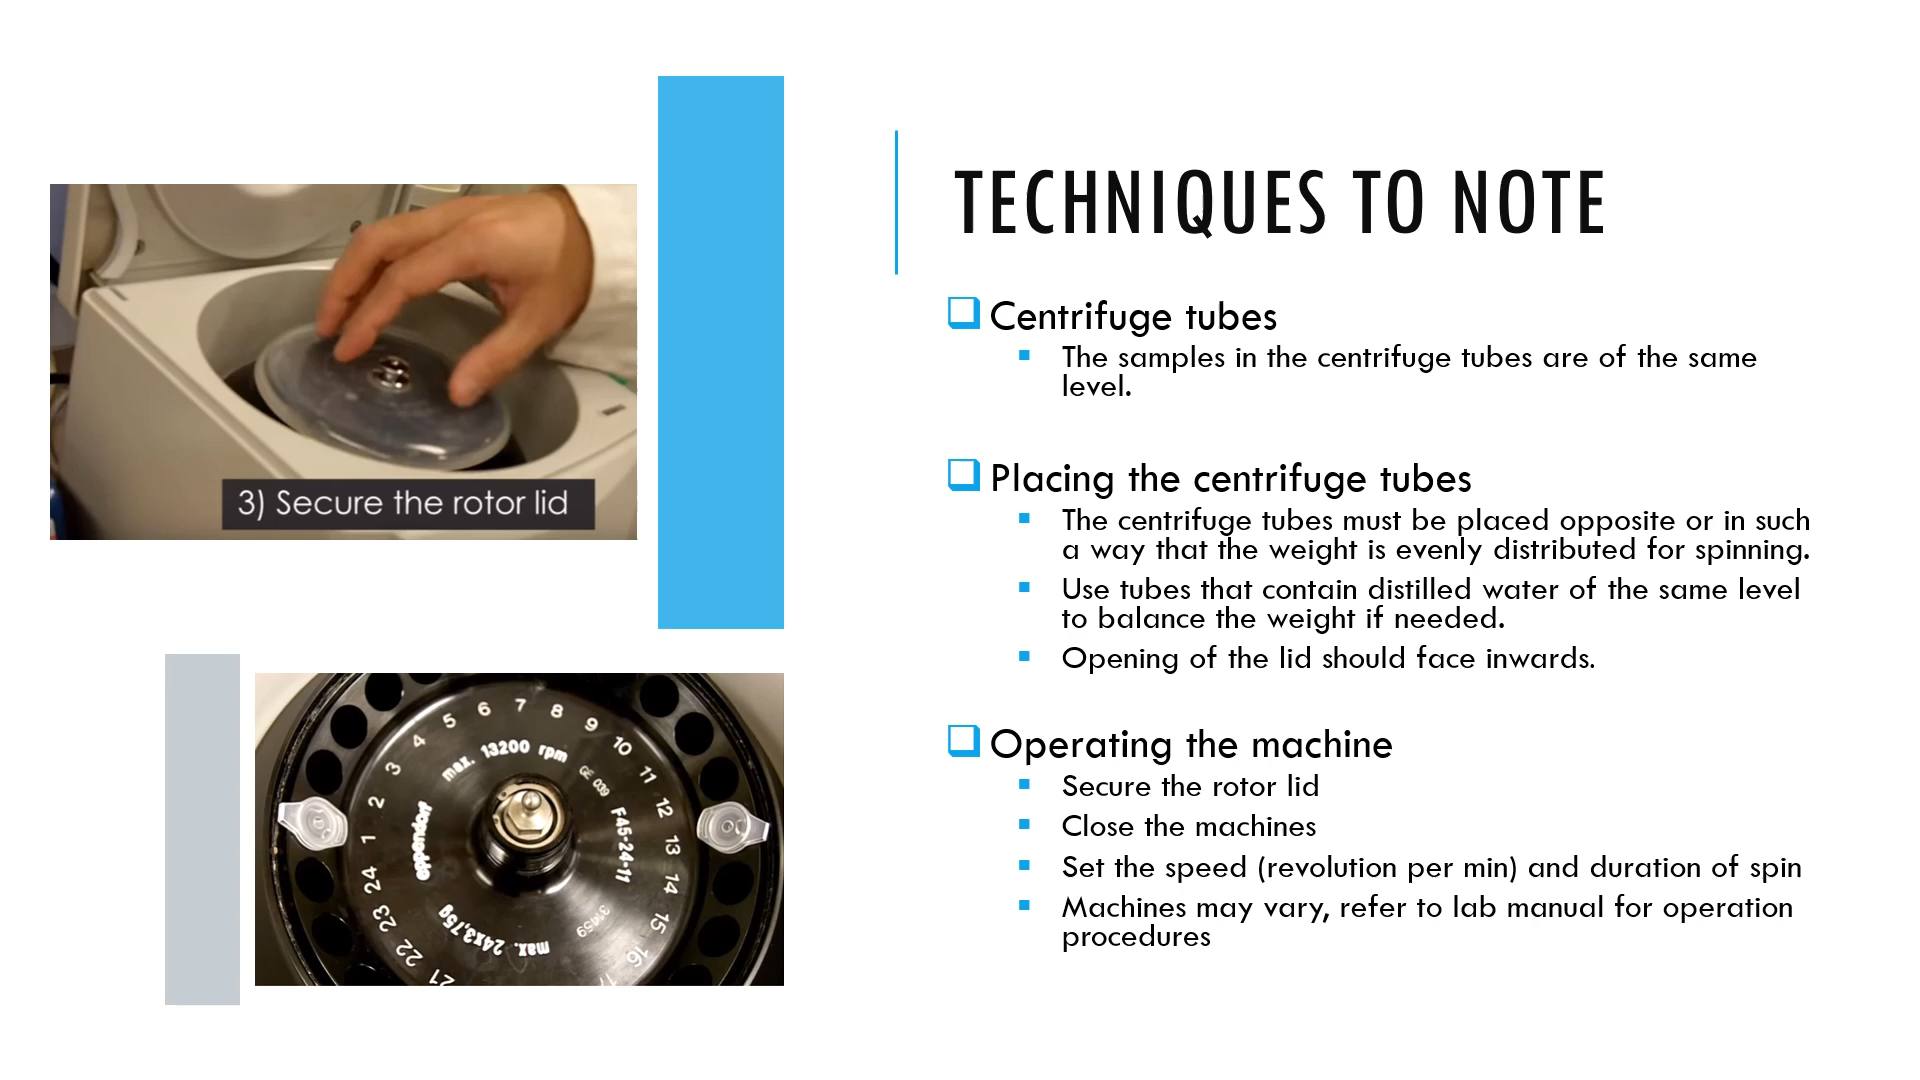 TECHNIQUES TO NOTE
Centrifuge tubes
The samples in the centrifuge tubes are of the same
level.
Placing the centrifuge tubes
The centrifuge tubes must be placed opposite or in such
a way that the weight is evenly distributed for spinning.
Use tubes that contain distilled water of the same level
to balance the weight if needed.
Opening of the lid should face inwards.
Operating the machine
Secure the rotor lid
Close the machines
Set the speed (revolution per min) and duration of spin
Machines may vary, refer to lab manual for operation
procedures
3) Secure the rotor lid
1
2
3
4
5
6
7
8
9
10
11
12
13
14
15
16
17
21
22
23
24
max. 13200 rpm
GE 039
F45-24-11
eppendorf
max. 24x3,75g